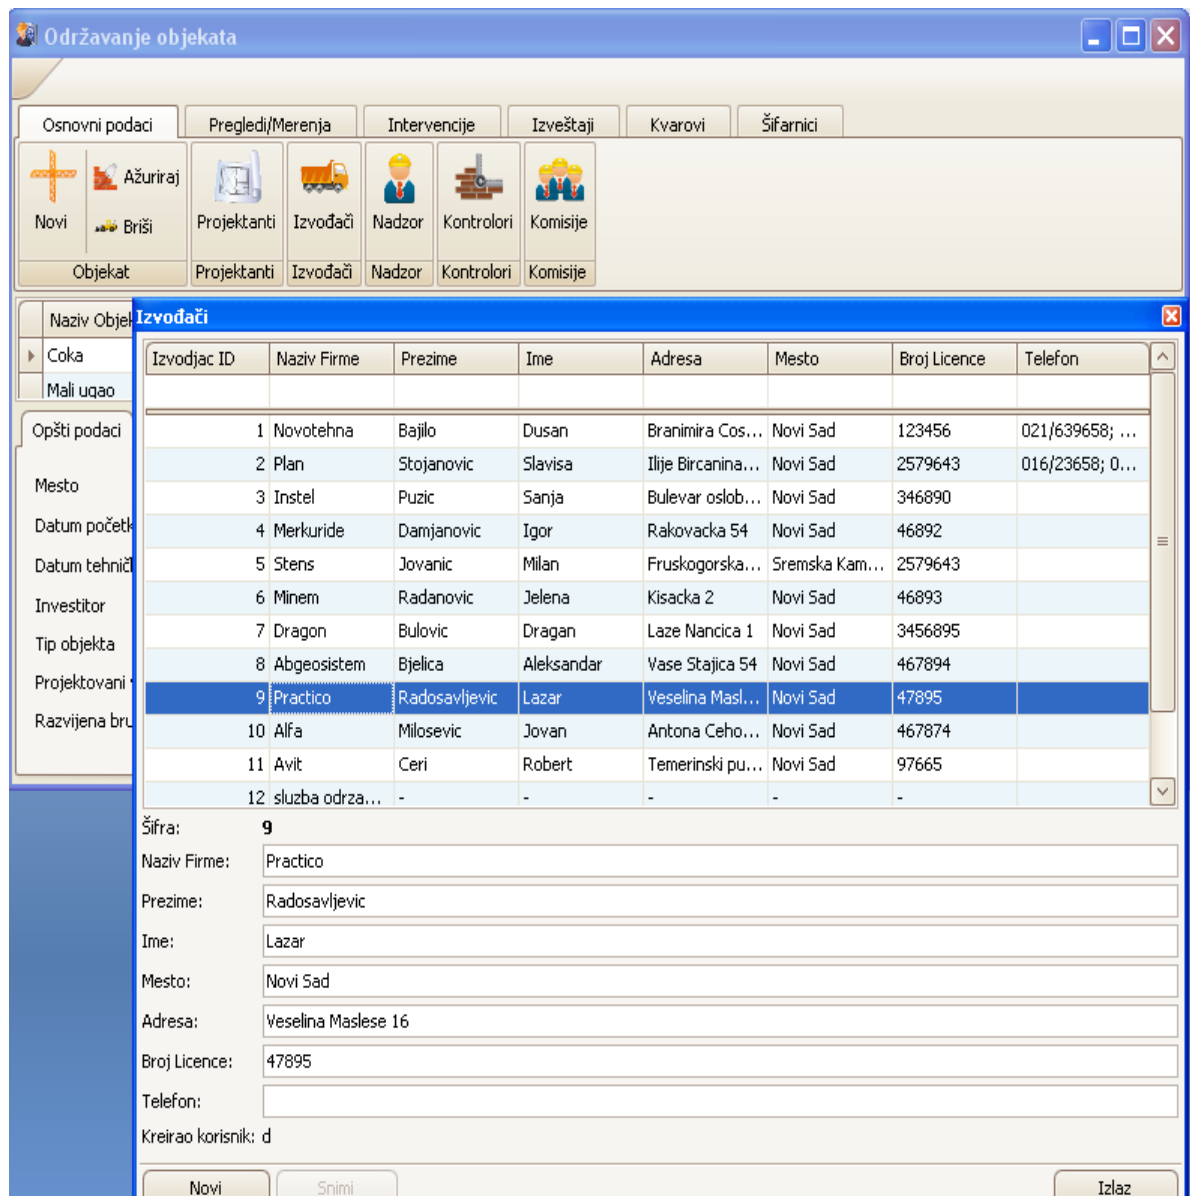 Održavanje objekata
Osnovni podaci Pregledi/Merenja Intervencije Izveštaji Kvarovi Šifarnici
Novi Ažuriraj Briši Projektanti Izvođači Nadzor Kontrolori Komisije
Objekat Projektanti Izvođači Nadzor Kontrolori Komisije
Naziv Objek
Coka
Mali ugao
Opšti podaci
Mesto
Datum početk
Datum tehnič
Investitor
Tip objekta
Projektovani
Razvijena bru
Izvođači
Izvodjac ID Naziv Firme Prezime Ime Adresa Mesto Broj Licence Telefon
1 Novotehna Bajilo Dusan Branimira Cos... Novi Sad 123456 021/639658; ...
2 Plan Stojanovic Slavisa Ilije Bircanina... Novi Sad 2579643 016/23658; 0...
3 Instel Puzic Sanja Bulevar oslob... Novi Sad 346890
4 Merkuride Damjanovic Igor Rakovacka 54 Novi Sad 46892
5 Stens Jovanic Milan Fruskogorska... Sremska Kam... 2579643
6 Minem Radanovic Jelena Kisacka 2 Novi Sad 46893
7 Dragon Bulovic Dragan Laze Nancica 1 Novi Sad 3456895
8 Abgeosistem Bjelica Aleksandar Vase Stajica 54 Novi Sad 467894
9 Practico Radosavljevic Lazar Veselina Masl... Novi Sad 47895
10 Alfa Milosevic Jovan Antona Ceho... Novi Sad 467874
11 Avit Ceri Robert Temerinski pu... Novi Sad 97665
12 sluzba odrza... - - - - -
Šifra: 9
Naziv Firme: Practico
Prezime: Radosavljevic
Ime: Lazar
Mesto: Novi Sad
Adresa: Veselina Maslese 16
Broj Licence: 47895
Telefon:
Kreirao korisnik: d
Novi Snimi Izlaz